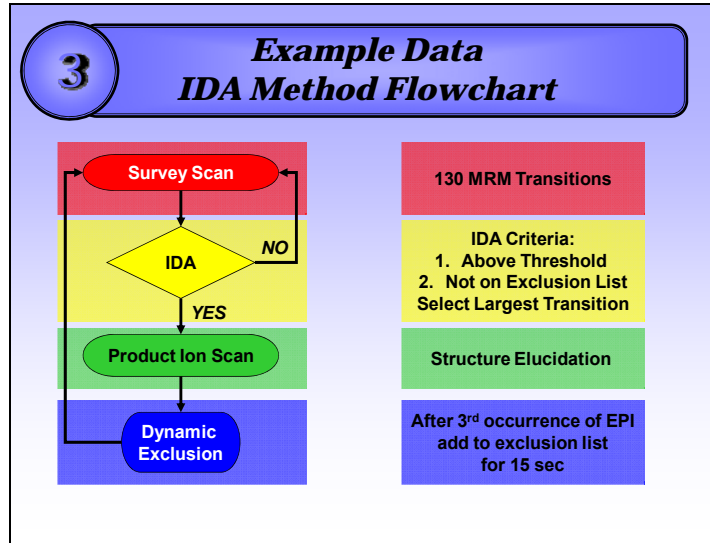 3
Example Data
IDA Method Flowchart
Survey Scan
130 MRM Transitions
IDA
NO
YES
IDA Criteria:
1. Above Threshold
2. Not on Exclusion List
Select Largest Transition
Product Ion Scan
Structure Elucidation
Dynamic
Exclusion
After 3rd occurrence of EPI
add to exclusion list
for 15 sec